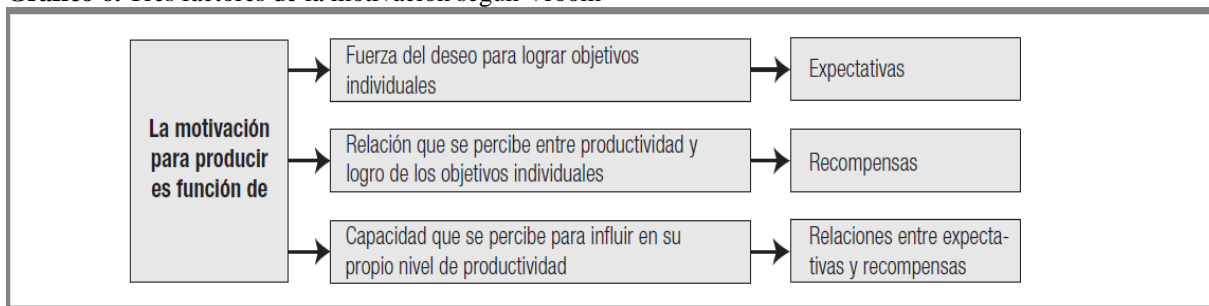 Gráfico 6. Tres factores de la motivación según Vroom
Fuerza del deseo para lograr objetivos
individuales
Expectativas
La motivación
para producir
es función de
Relación que se percibe entre productividad y
logro de los objetivos individuales
Recompensas
Capacidad que se percibe para influir en su
propio nivel de productividad
Relaciones entre expecta-
tivas y recompensas